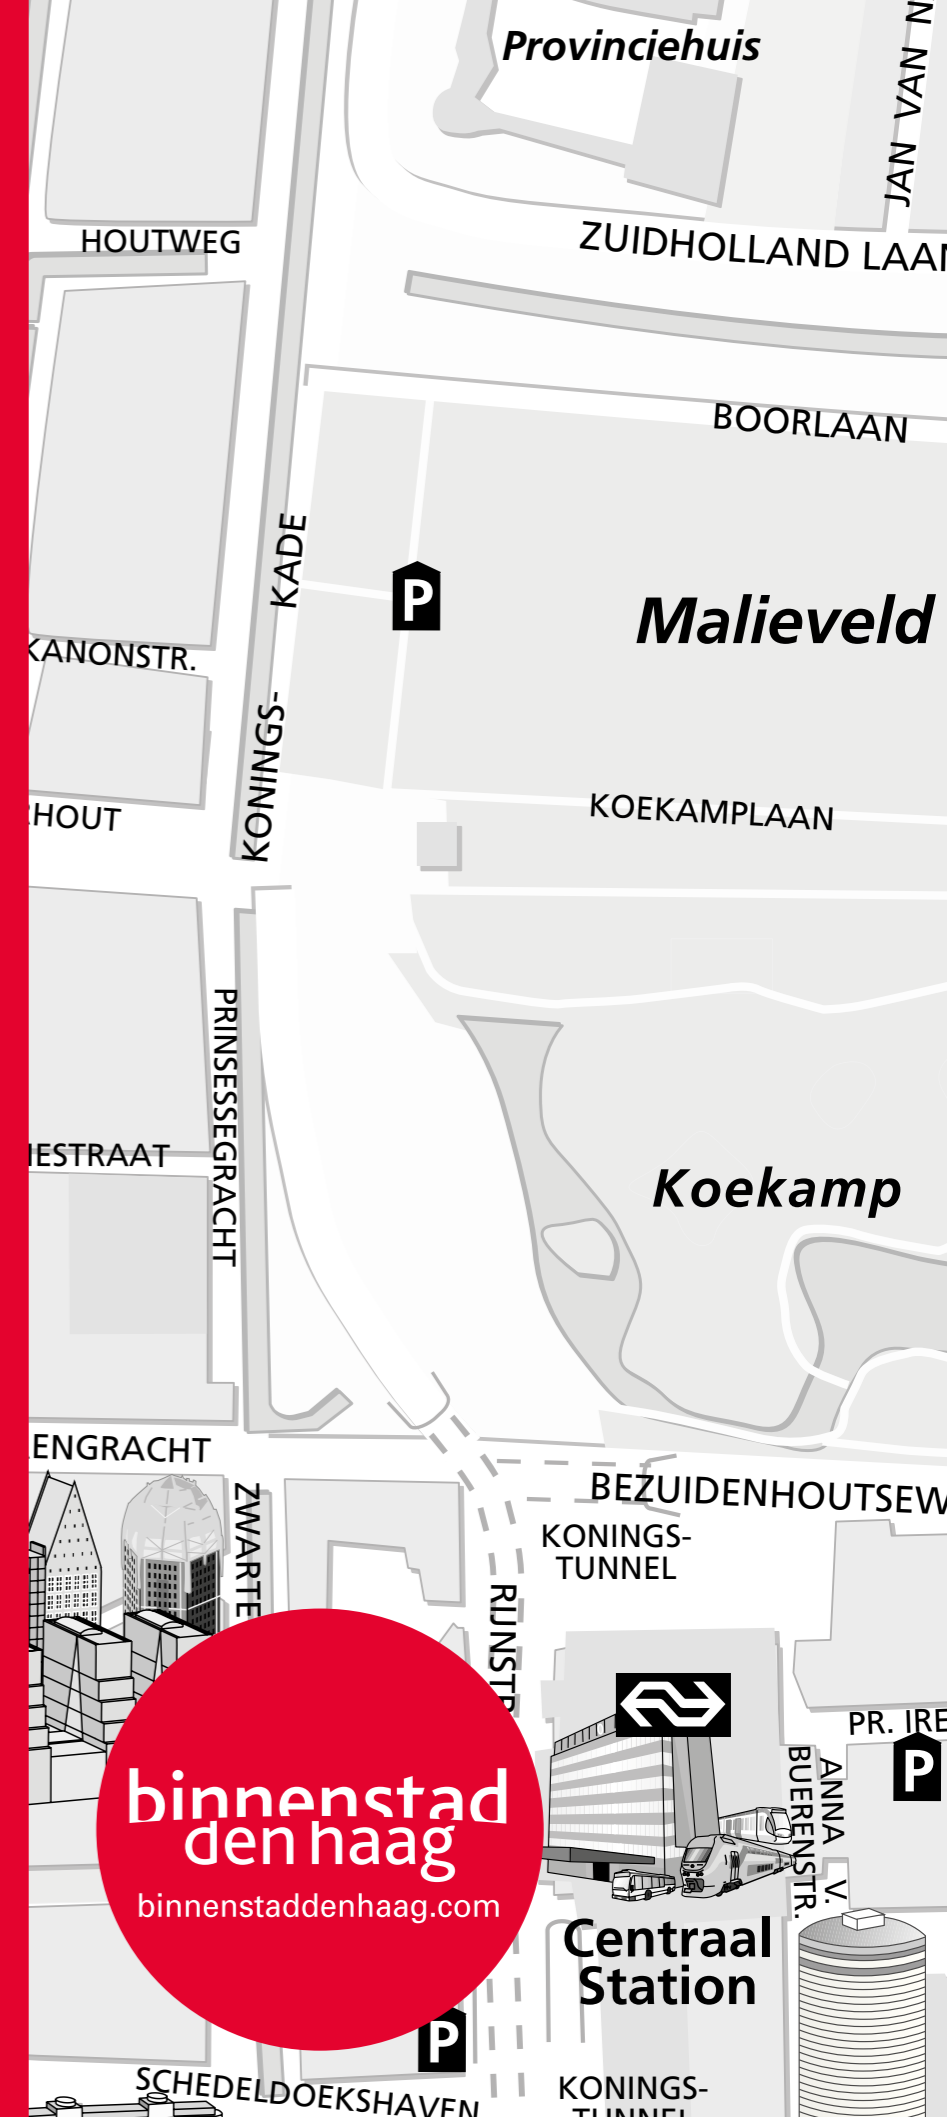 Provinciehuis
JAN VAN N
HOUTWEG
ZUIDHOLLAND LAAN
BOORLAAN
KONINGS-
KADE
P
Malieveld
KANONSTR.
HOUT
KOEKAMPLAAN
PRINSESSEGRACHT
IESTRAAT
Koekamp
ENGRACHT
ZWARTE
BEZUIDENHOUTSEW
KONINGS-
TUNNEL
RIJNSTR
PR. IRE
P
ANNA V.
BUERENSTR.
binnenstad
den haag
binnenstaddenhaag.com
Centraal
Station
P
SCHEDELDOEKSHAVEN
KONINGS-
TUNNEL